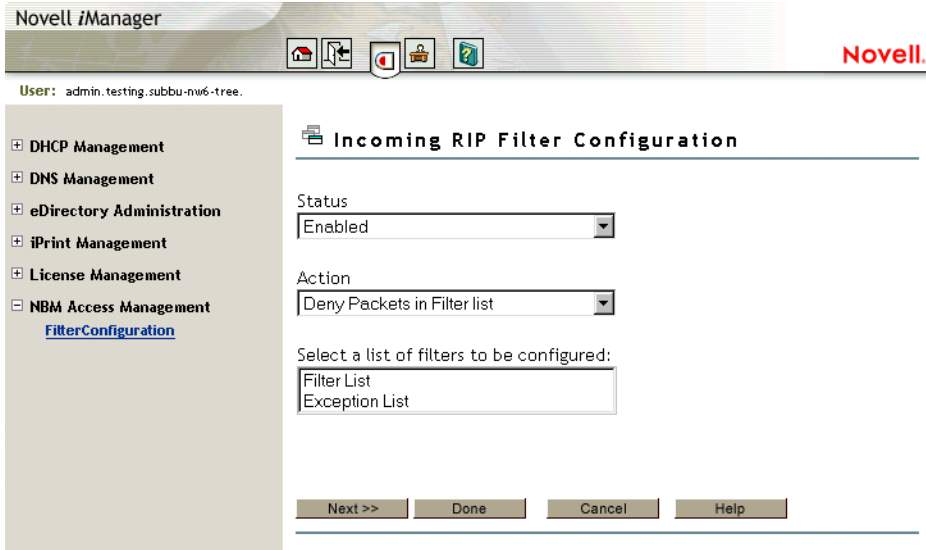 Novell iManager
Novell.
User: admin.testing.subbu-nw6-tree.
DHCP Management
DNS Management
eDirectory Administration
iPrint Management
License Management
NBM Access Management
FilterConfiguration
Incoming RIP Filter Configuration
Status
Enabled
Action
Deny Packets in Filter list
Select a list of filters to be configured:
Filter List
Exception List
Next >>
Done
Cancel
Help